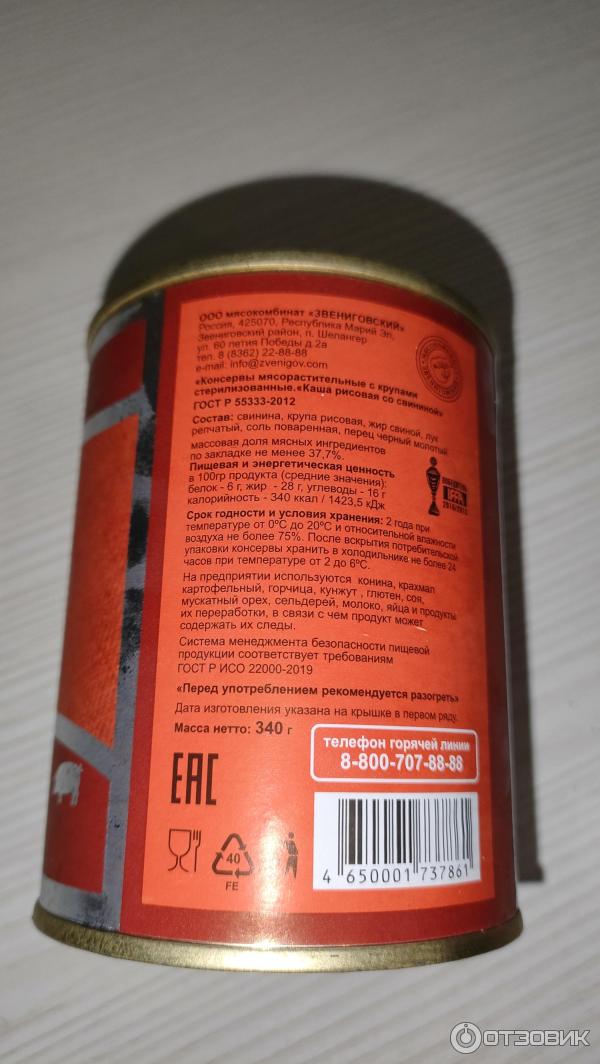 ООО мясокомбинат «ЗВЕНИГОВСКИЙ»
Россия, 425070, Республика Марий Эл,
Звениговский район, п. Шелангер
ул. 60 летия Победы д.2а
тел. 8 (8362) 22-88-88
e-mail: info@zvenigov.com
«Консервы мясорастительные с крупами
стерилизованные.«Каша рисовая со свининой»
ГОСТ Р 55333-2012
Состав: свинина, крупа рисовая, жир свиной, лук
репчатый, соль поваренная, перец черный молотый
массовая доля мясных ингредиентов
по закладке не менее 37,7%.
Пищевая и энергетическая ценность
в 100гр продукта (средние значения):
белок - 6 г, жир - 28 г, углеводы - 16 г
калорийность - 340 ккал / 1423,5 кДж
Срок годности и условия хранения: 2 года при
температуре от 0ºС до 20ºС и относительной влажности
воздуха не более 75%. После вскрытия потребительской
упаковки консервы хранить в холодильнике не более 24
часов при температуре от 2 до 6ºС.
На предприятии используются конина, крахмал
картофельный, горчица, кунжут , глютен, соя,
мускатный орех, сельдерей, молоко, яйца и продукты
их переработки, в связи с чем продукт может
содержать их следы.
Система менеджмента безопасности пищевой
продукции соответствует требованиям
ГОСТ Р ИСО 22000-2019
«Перед употреблением рекомендуется разогреть»
Дата изготовления указана на крышке в первом ряду.
Масса нетто: 340 г
телефон горячей линии
8-800-707-88-88
EAC
40
FE
4 650001 737861
ОТЗОВИК